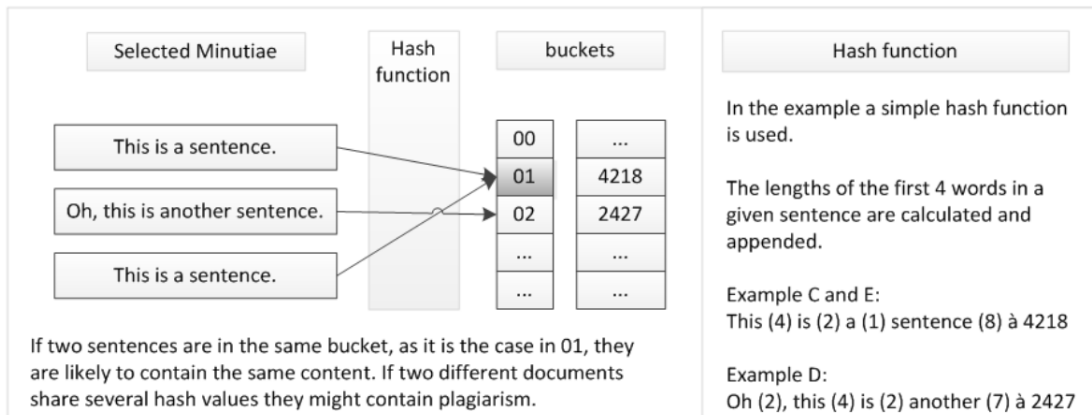 Selected Minutiae
Hash
function
buckets
This is a sentence.
Oh, this is another sentence.
This is a sentence.
00
...
01
4218
02
2427
...
...
...
...
If two sentences are in the same bucket, as it is the case in 01, they
are likely to contain the same content. If two different documents
share several hash values they might contain plagiarism.
Hash function
In the example a simple hash function
is used.
The lengths of the first 4 words in a
given sentence are calculated and
appended.
Example C and E:
This (4) is (2) a (1) sentence (8) à 4218
Example D:
Oh (2), this (4) is (2) another (7) à 2427